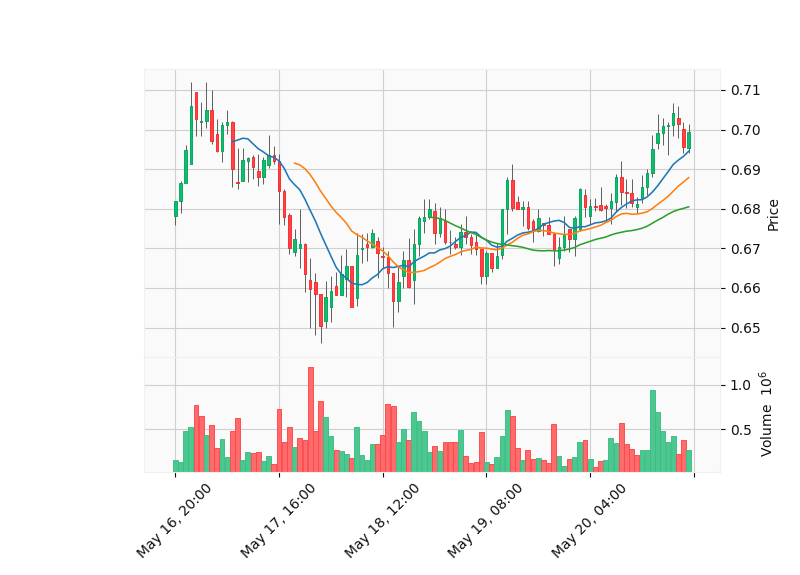 0.71
0.70
0.69
0.68
0.67
0.66
0.65
Price
1.0
0.5
Volume 10^6
May 16, 20:00
May 17, 16:00
May 18, 12:00
May 19, 08:00
May 20, 04:00